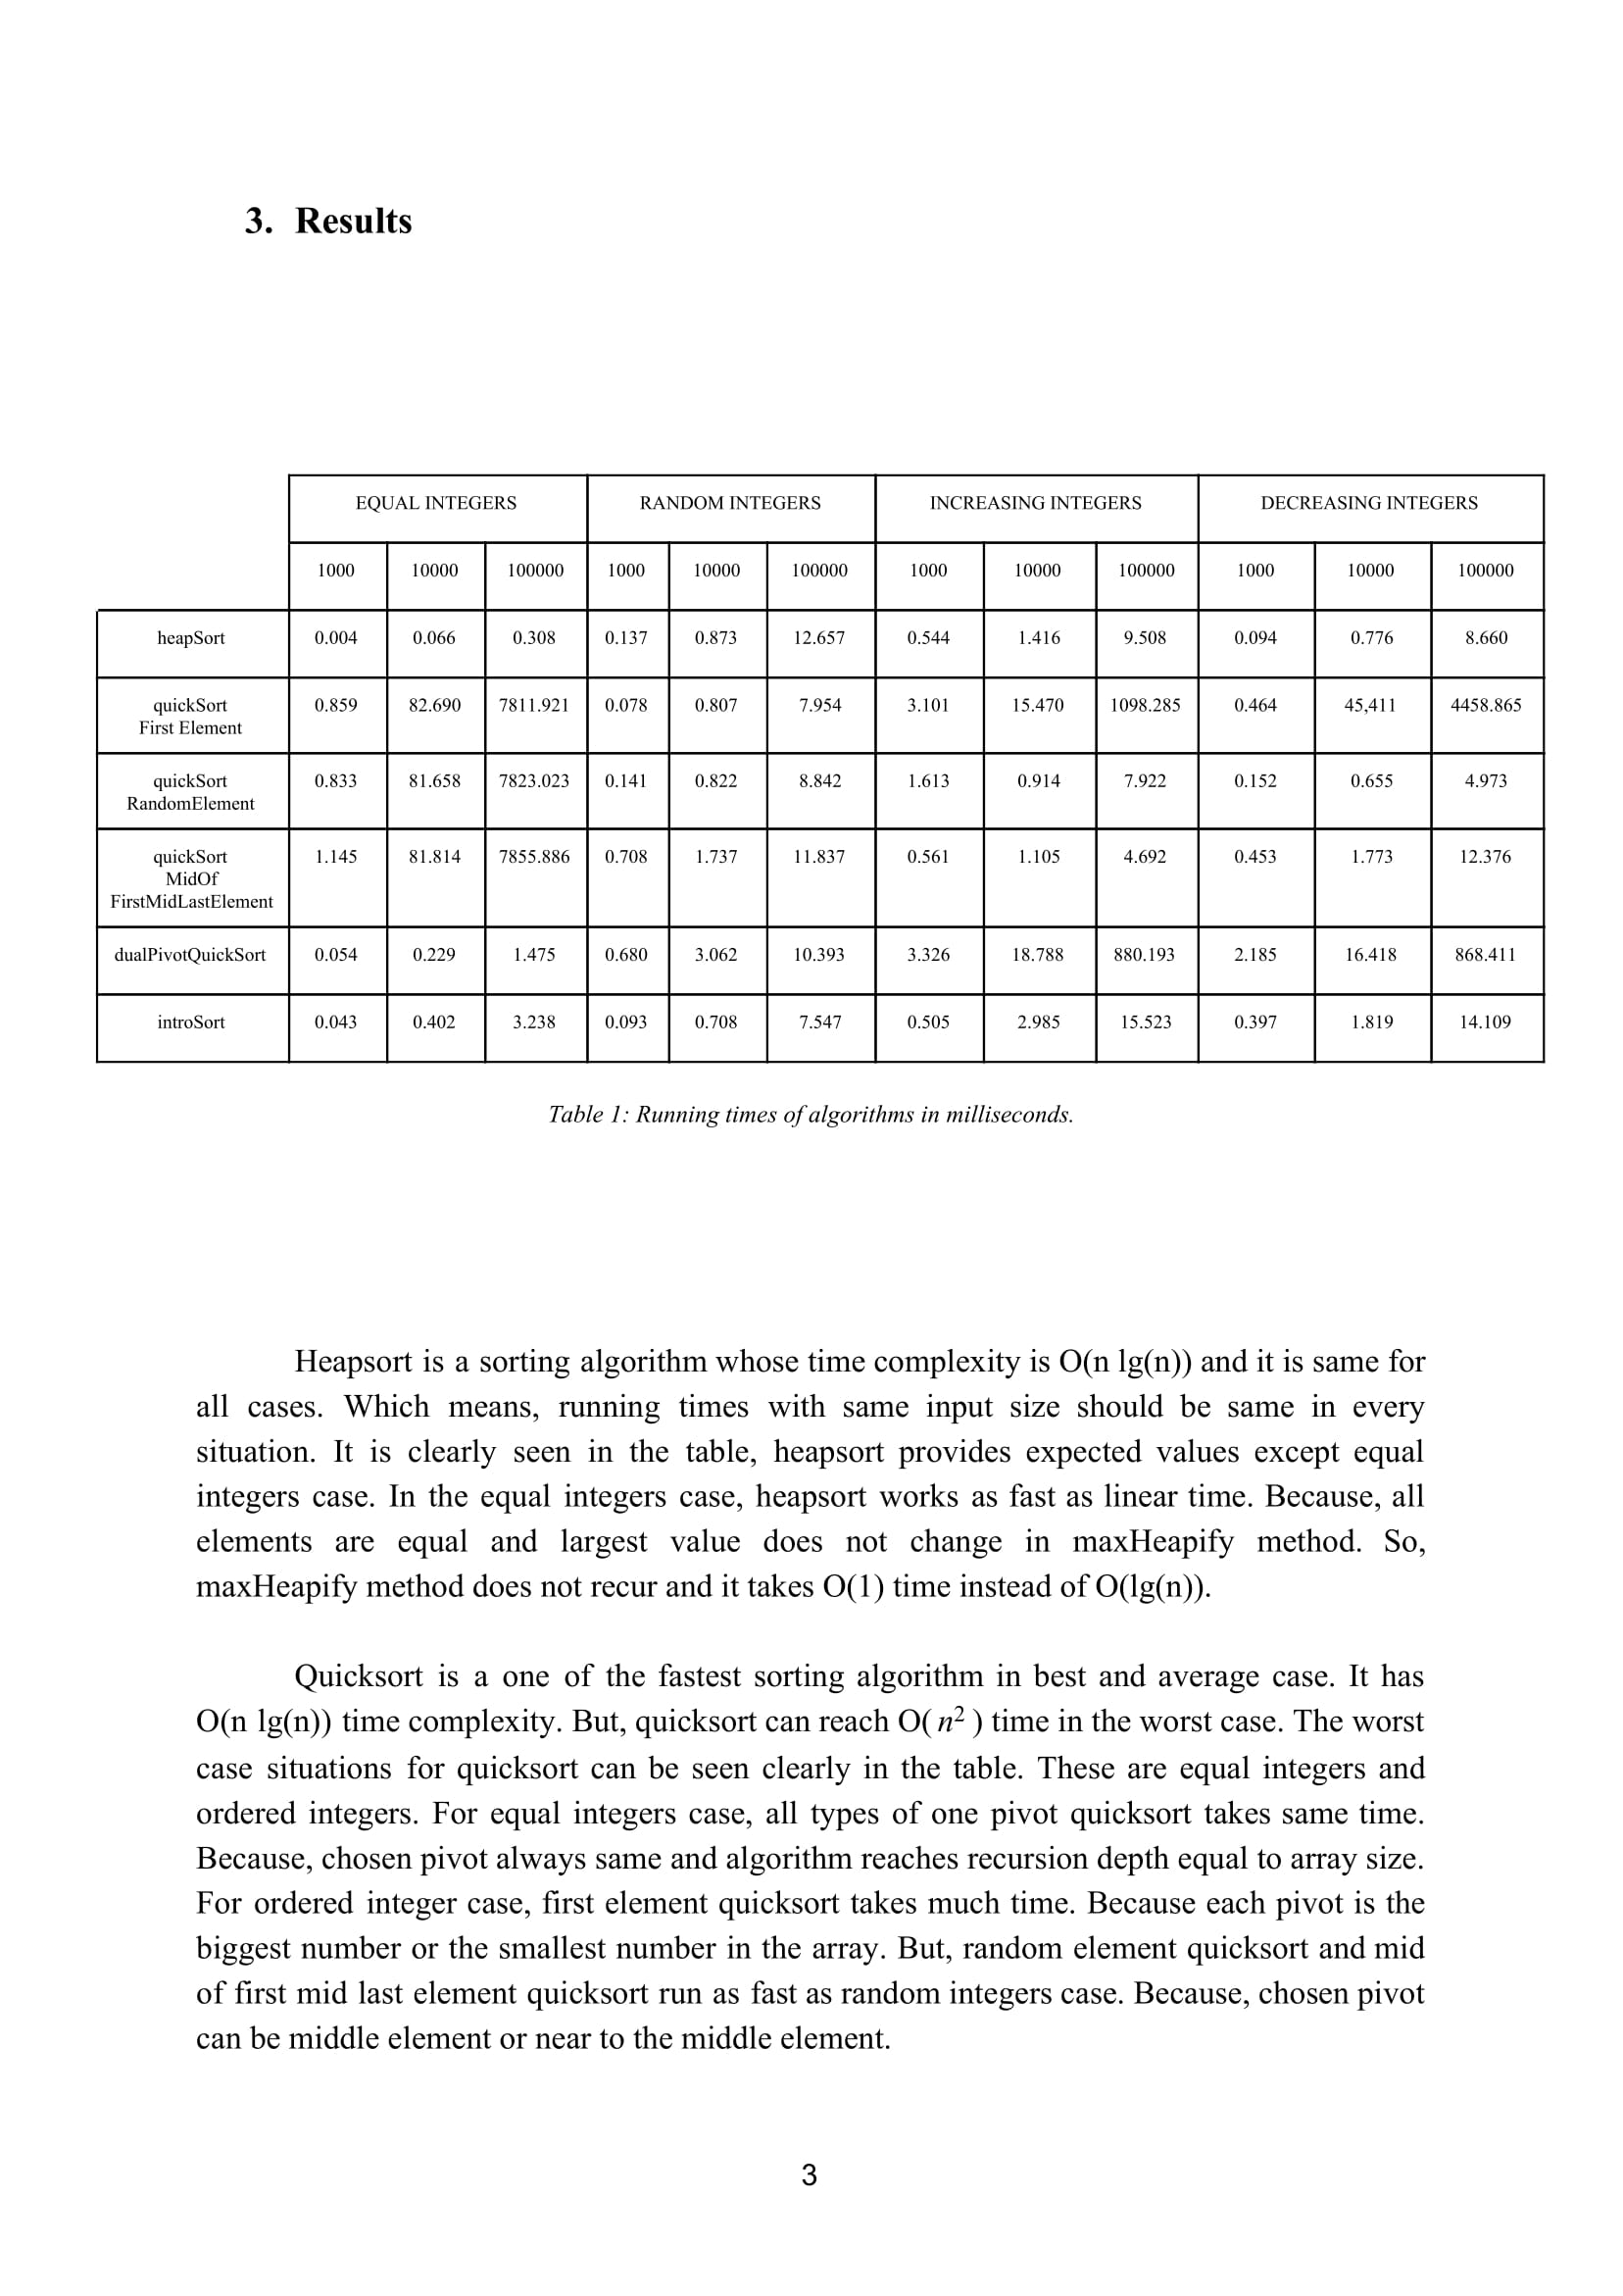 3. Results
EQUAL INTEGERS RANDOM INTEGERS INCREASING INTEGERS DECREASING INTEGERS
1000 10000 100000 1000 10000 100000 1000 10000 100000 1000 10000 100000
heapSort 0.004 0.066 0.308 0.137 0.873 12.657 0.544 1.416 9.508 0.094 0.776 8.660
quickSort 0.859 82.690 7811.921 0.078 0.807 7.954 3.101 15.470 1098.285 0.464 45,411 4458.865
First Element
quickSort 0.833 81.658 7823.023 0.141 0.822 8.842 1.613 0.914 7.922 0.152 0.655 4.973
RandomElement
quickSort 1.145 81.814 7855.886 0.708 1.737 11.837 0.561 1.105 4.692 0.453 1.773 12.376
MidOf
FirstMidLastElement
dualPivotQuickSort 0.054 0.229 1.475 0.680 3.062 10.393 3.326 18.788 880.193 2.185 16.418 868.411
introSort 0.043 0.402 3.238 0.093 0.708 7.547 0.505 2.985 15.523 0.397 1.819 14.109
Table 1: Running times of algorithms in milliseconds.
Heapsort is a sorting algorithm whose time complexity is O(n lg(n)) and it is same for
all cases. Which means, running times with same input size should be same in every
situation. It is clearly seen in the table, heapsort provides expected values except equal
integers case. In the equal integers case, heapsort works as fast as linear time. Because, all
elements are equal and largest value does not change in maxHeapify method. So,
maxHeapify method does not recur and it takes O(1) time instead of O(lg(n)).
Quicksort is a one of the fastest sorting algorithm in best and average case. It has
O(n lg(n)) time complexity. But, quicksort can reach O( n² ) time in the worst case. The worst
case situations for quicksort can be seen clearly in the table. These are equal integers and
ordered integers. For equal integers case, all types of one pivot quicksort takes same time.
Because, chosen pivot always same and algorithm reaches recursion depth equal to array size.
For ordered integer case, first element quicksort takes much time. Because each pivot is the
biggest number or the smallest number in the array. But, random element quicksort and mid
of first mid last element quicksort run as fast as random integers case. Because, chosen pivot
can be middle element or near to the middle element.
3